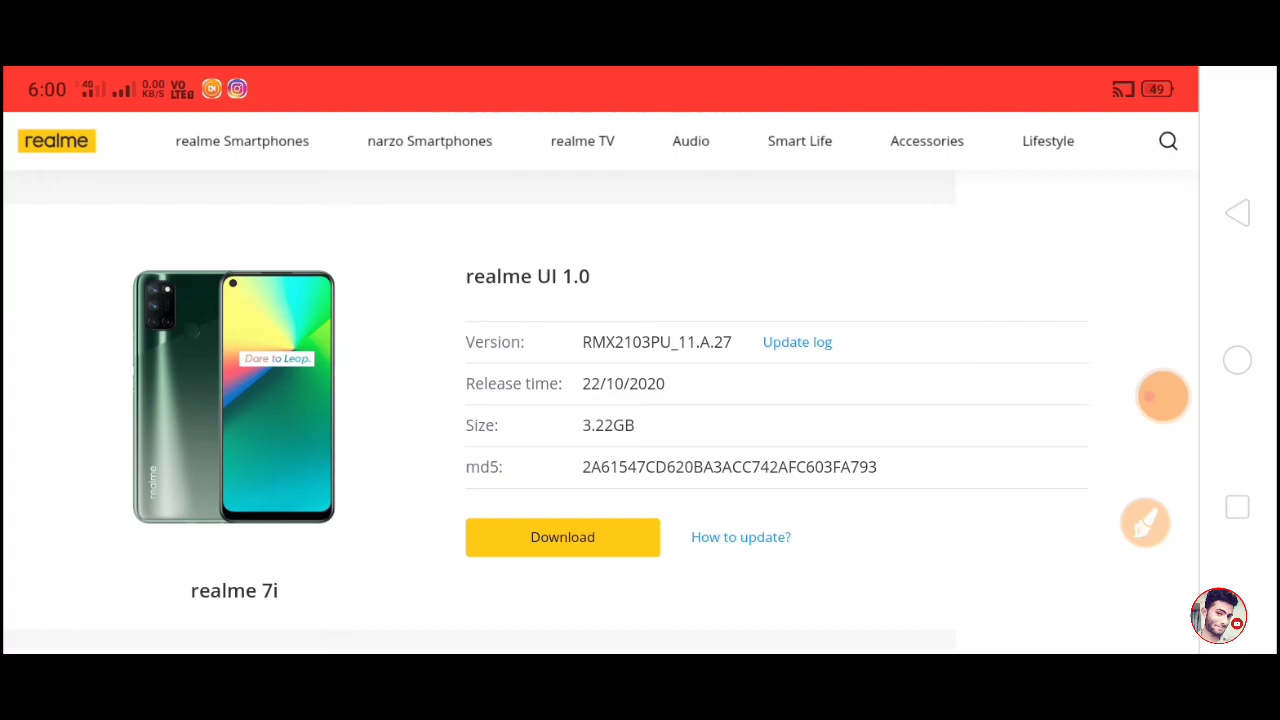 6:00 4G 0.00 KB/S VO LTE 49
realme realme Smartphones narzo Smartphones realme TV Audio Smart Life Accessories Lifestyle
realme UI 1.0
Version: RMX2103PU_11.A.27 Update log
Release time: 22/10/2020
Size: 3.22GB
md5: 2A61547CD620BA3ACC742AFC603FA793
Download How to update?
Dare to Leap.
realme
realme 7i